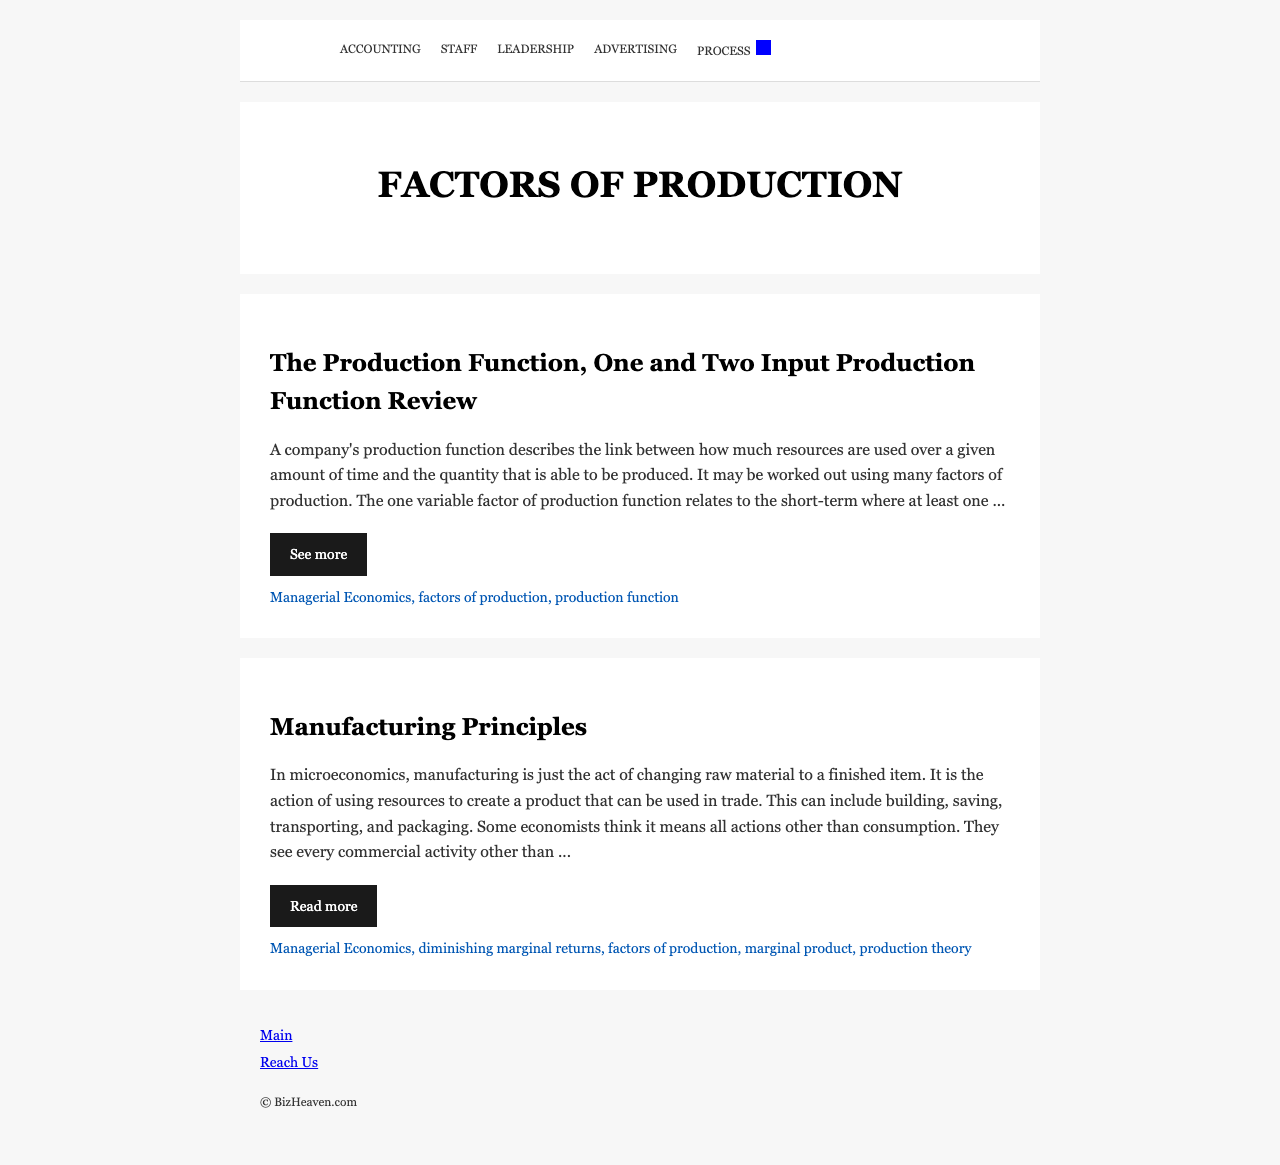 ACCOUNTING STAFF LEADERSHIP ADVERTISING PROCESS
FACTORS OF PRODUCTION
The Production Function, One and Two Input Production
Function Review
A company's production function describes the link between how much resources are used over a given
amount of time and the quantity that is able to be produced. It may be worked out using many factors of
production. The one variable factor of production function relates to the short-term where at least one ...
See more
Managerial Economics, factors of production, production function
Manufacturing Principles
In microeconomics, manufacturing is just the act of changing raw material to a finished item. It is the
action of using resources to create a product that can be used in trade. This can include building, saving,
transporting, and packaging. Some economists think it means all actions other than consumption. They
see every commercial activity other than ...
Read more
Managerial Economics, diminishing marginal returns, factors of production, marginal product, production theory
Main
Reach Us
© BizHeaven.com